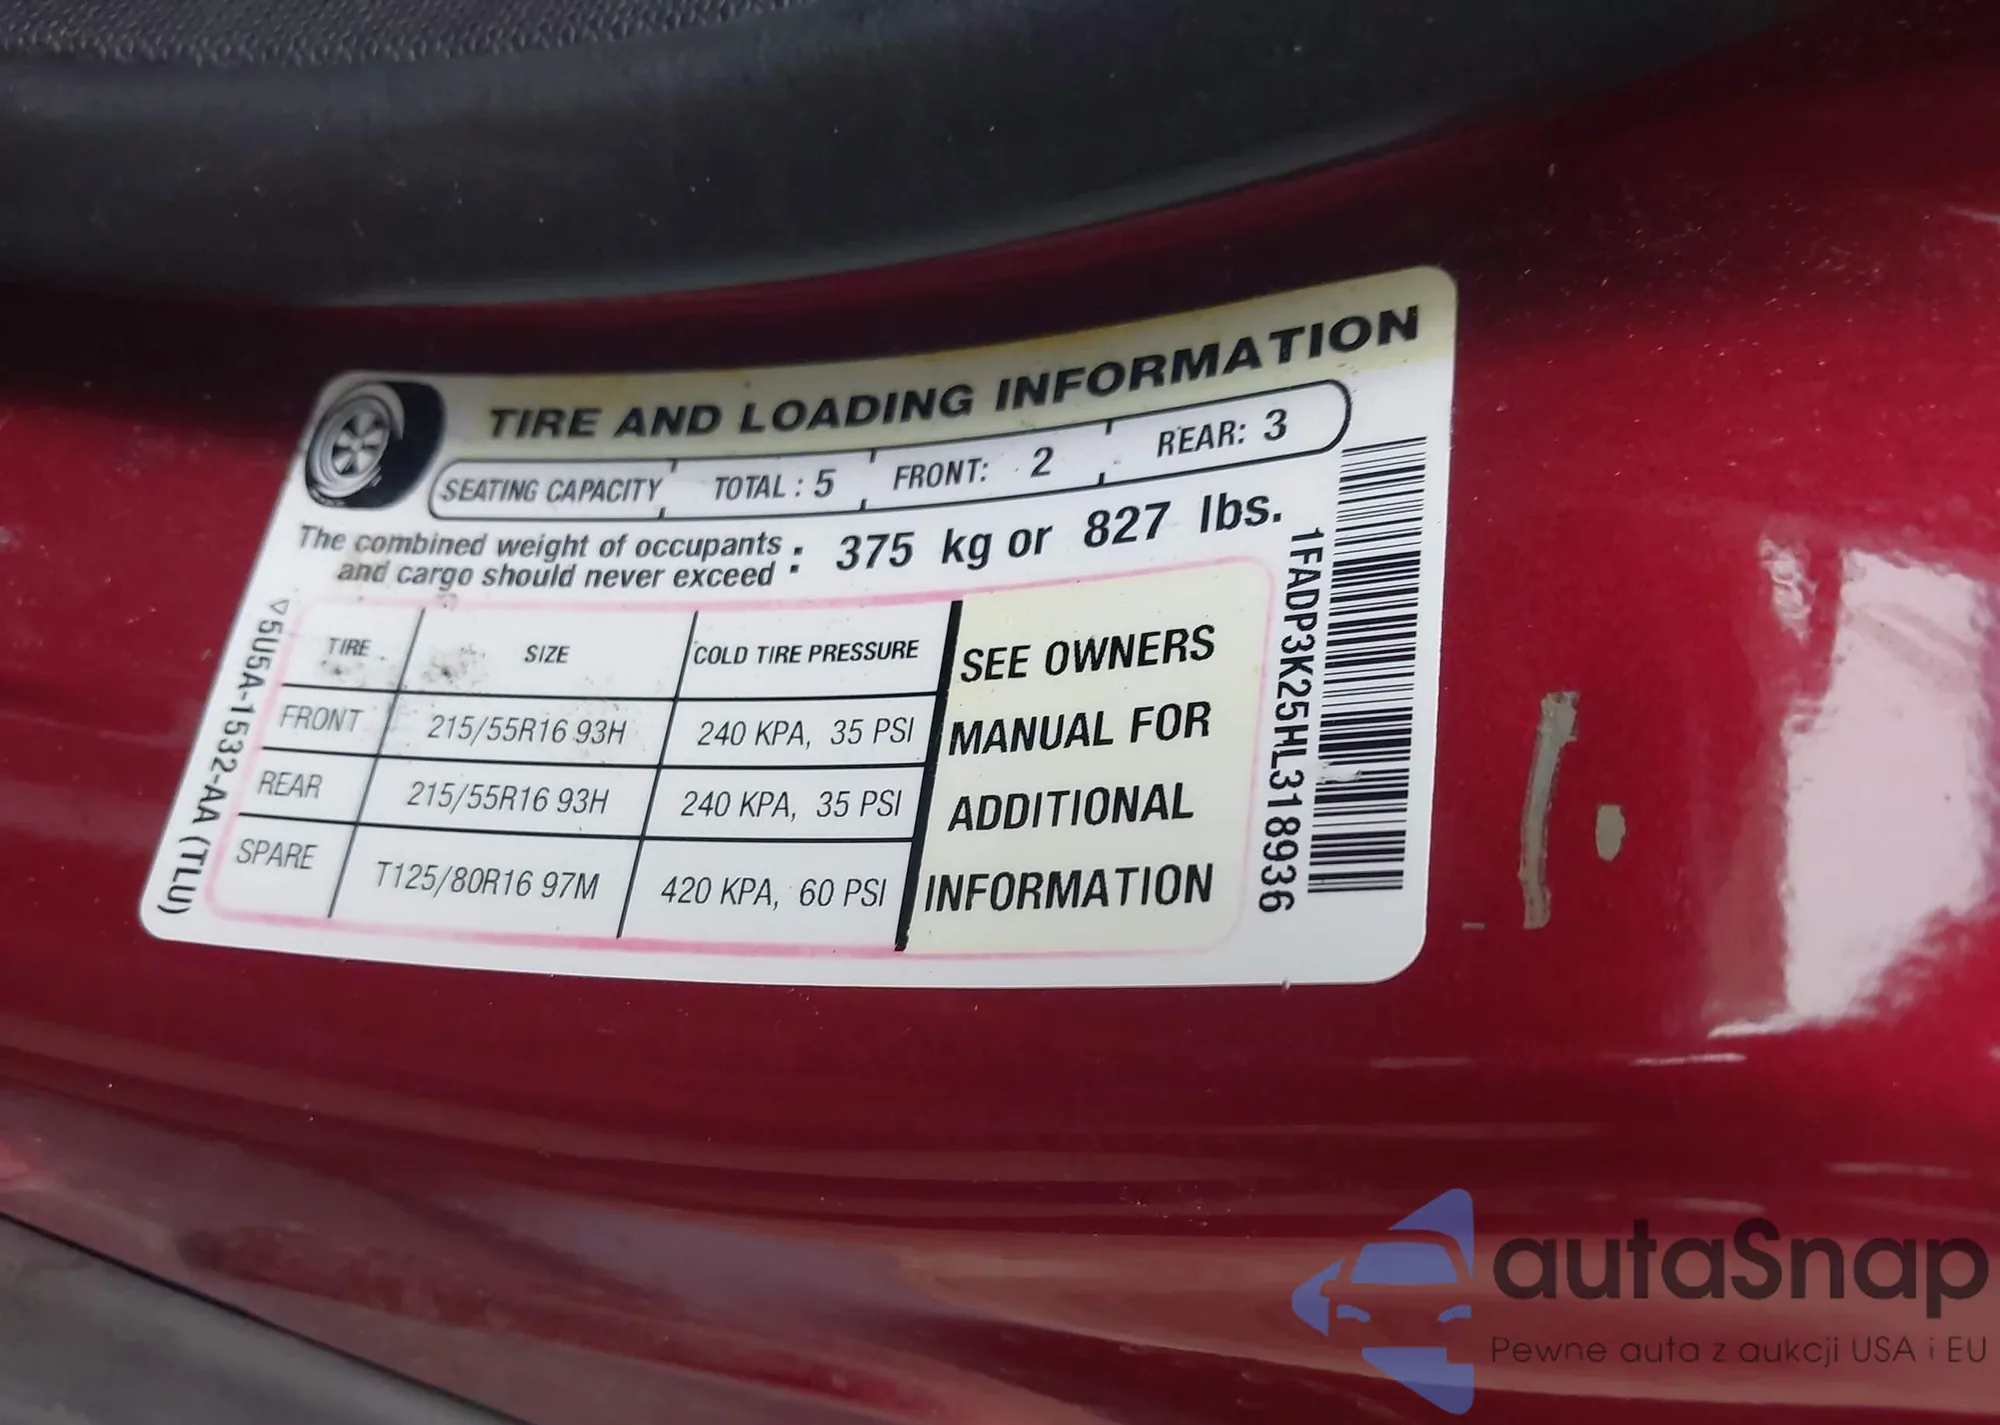 TIRE AND LOADING INFORMATION
SEATING CAPACITY TOTAL : 5 FRONT: 2 REAR: 3
The combined weight of occupants
and cargo should never exceed : 375 kg or 827 lbs.
TIRE SIZE COLD TIRE PRESSURE
FRONT 215/55R16 93H 240 KPA, 35 PSI
REAR 215/55R16 93H 240 KPA, 35 PSI
SPARE T125/80R16 97M 420 KPA, 60 PSI
SEE OWNERS
MANUAL FOR
ADDITIONAL
INFORMATION
1FADP3K25HL318936
▽5U5A-1532-AA (TLU)
autaSnap
Pewne auta z aukcji USA i EU